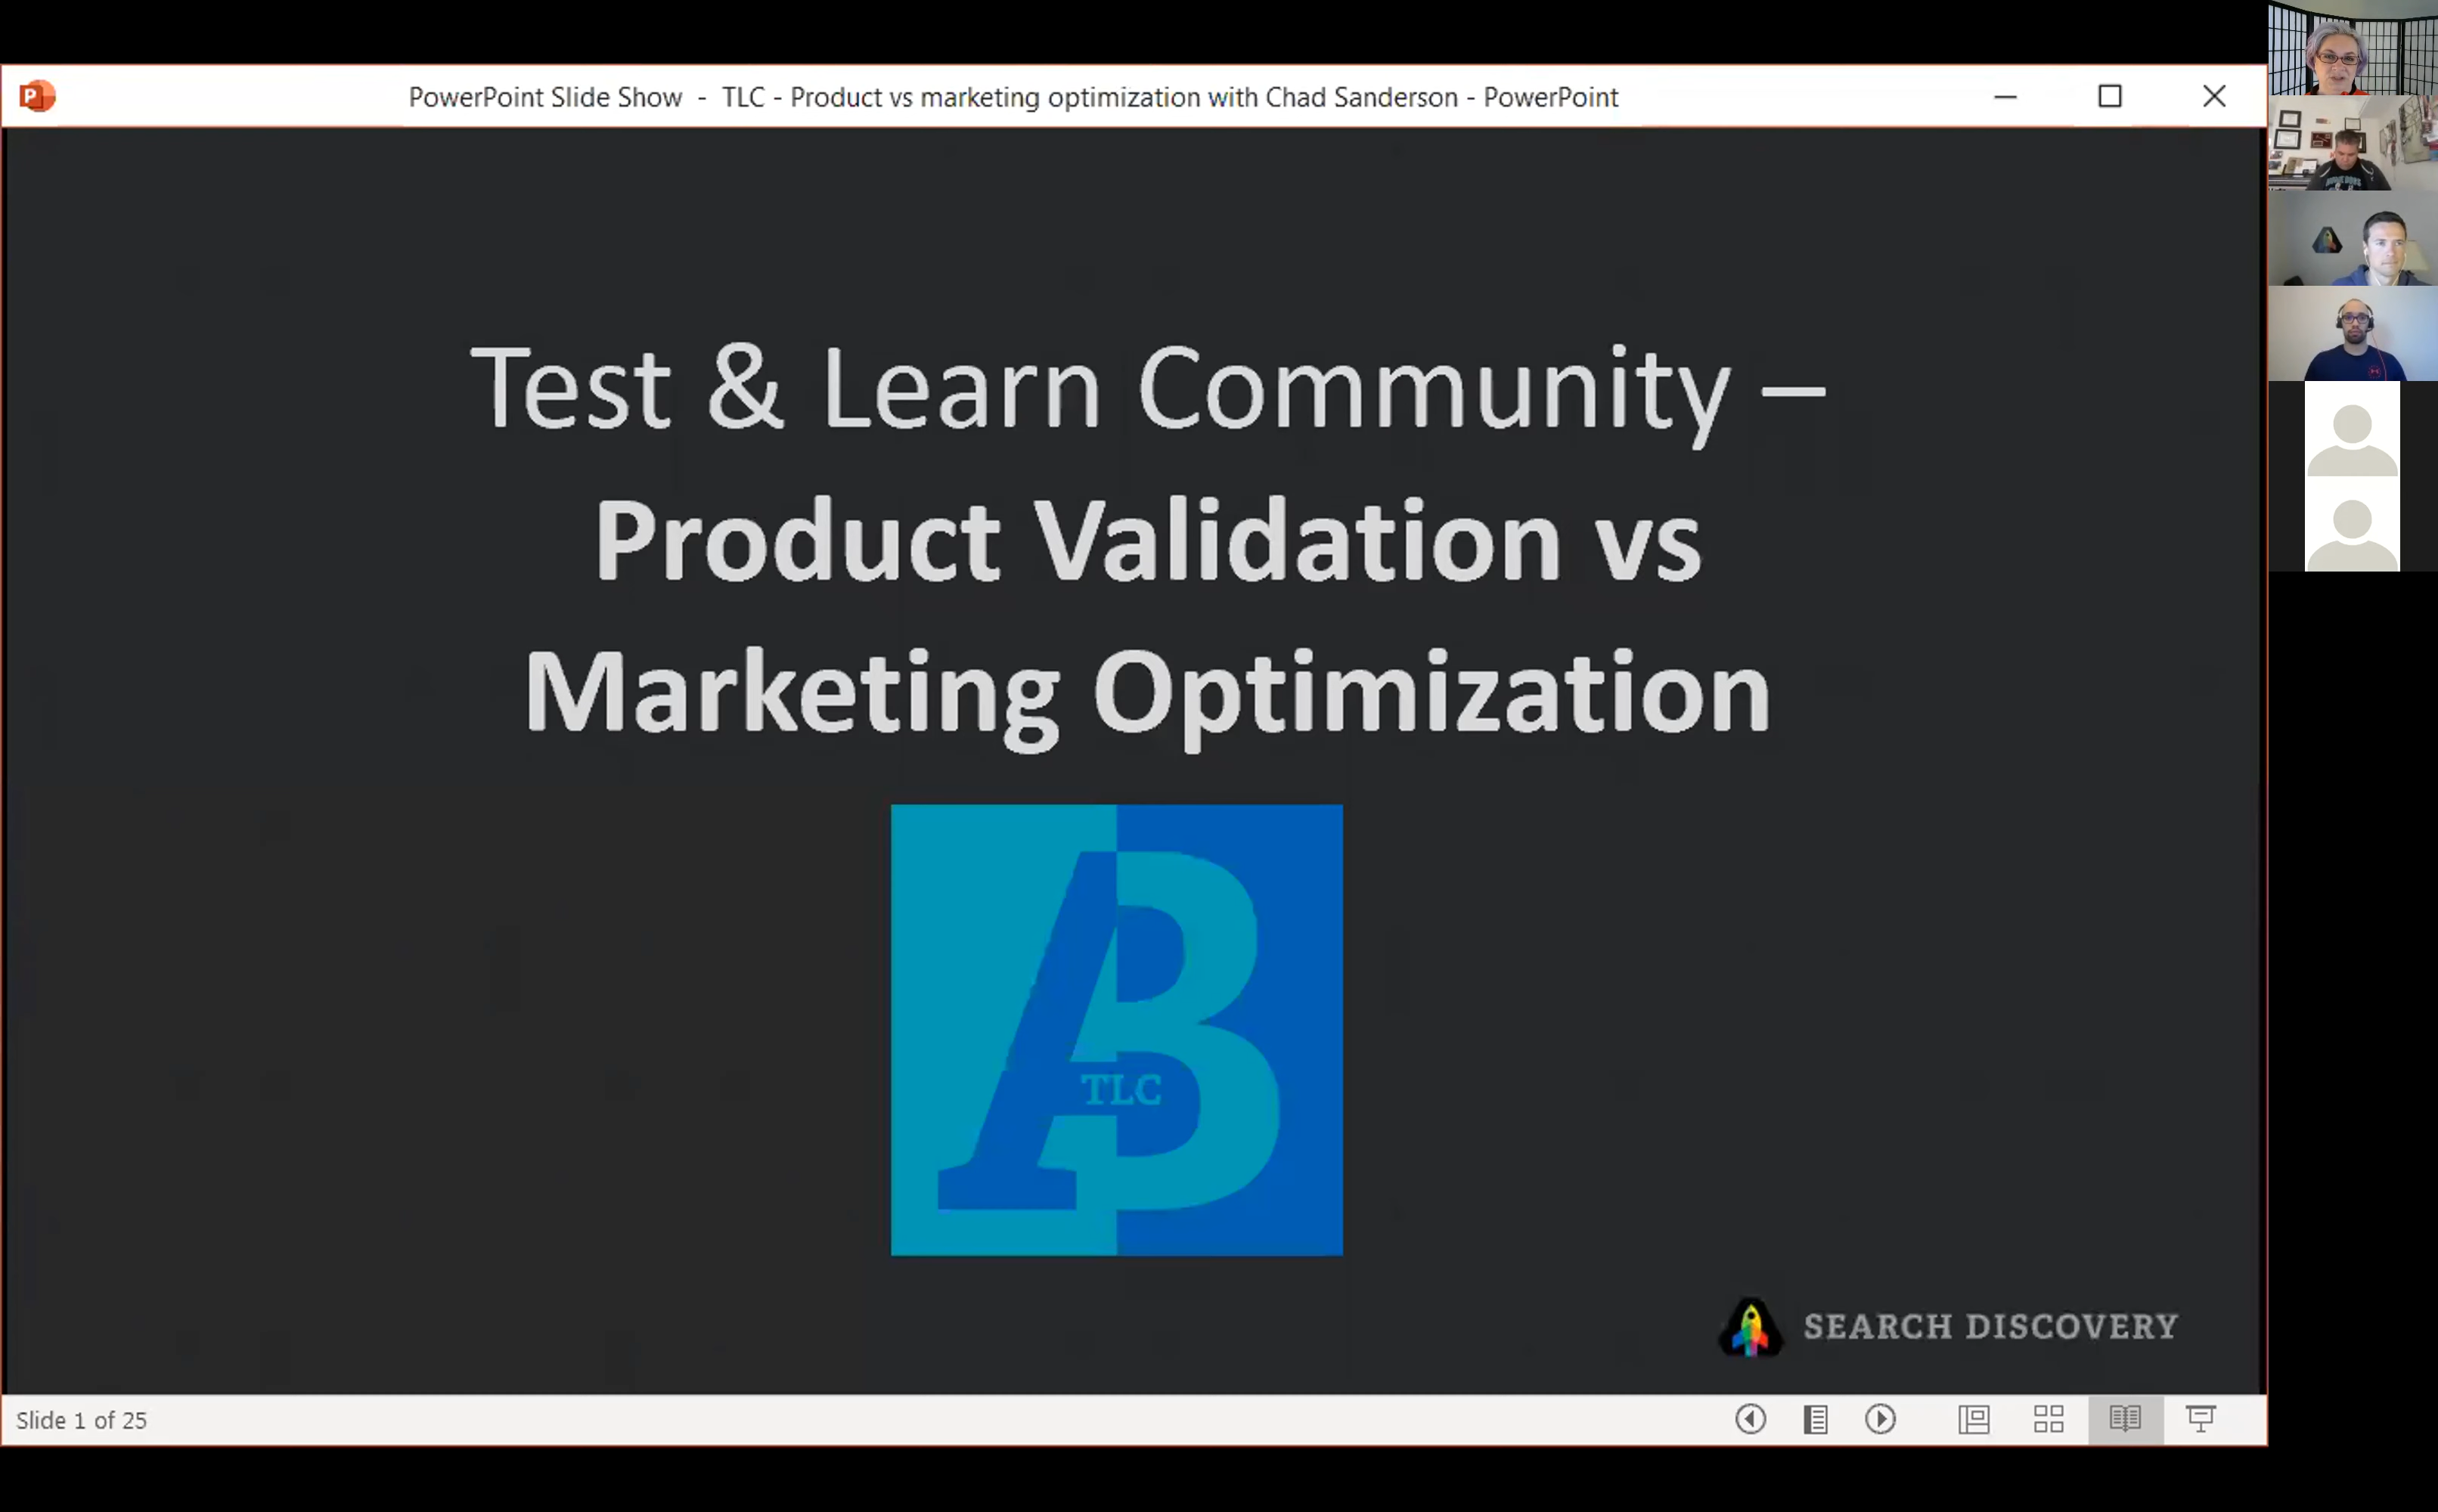 PowerPoint Slide Show - TLC - Product vs marketing optimization with Chad Sanderson - PowerPoint
Test & Learn Community –
Product Validation vs
Marketing Optimization
AB
TLC
SEARCH DISCOVERY
Slide 1 of 25